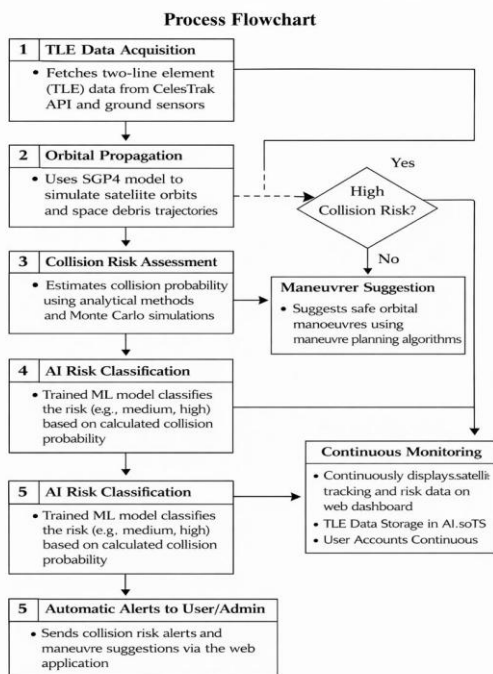 Process Flowchart
1 TLE Data Acquisition
• Fetches two-line element
(TLE) data from CelesTrak
API and ground sensors
2 Orbital Propagation
• Uses SGP4 model to
simulate sateliite orbits
and space debris trajectories
Yes
High
Collision Risk?
No
3 Collision Risk Assessment
• Estimates collision probability
using analytical methods
and Monte Carlo simulations
Maneuvrer Suggestion
• Suggests safe orbital
manoeuvres using
maneuvre planning algorithms
4 AI Risk Classification
• Trained ML model classifies
the risk (e.g., medium, high)
based on calculated collision
probability
Continuous Monitoring
• Continuously displays.satelli
tracking and risk data on
web dashboard
• TLE Data Storage in AI.soTS
• User Accounts Continuous
5 AI Risk Classification
• Trained ML model classifies
the risk (e.g., medium, high)
based on calculated collision
probability
5 Automatic Alerts to User/Admin
• Sends collision risk alerts and
maneuvre suggestions via the web
application